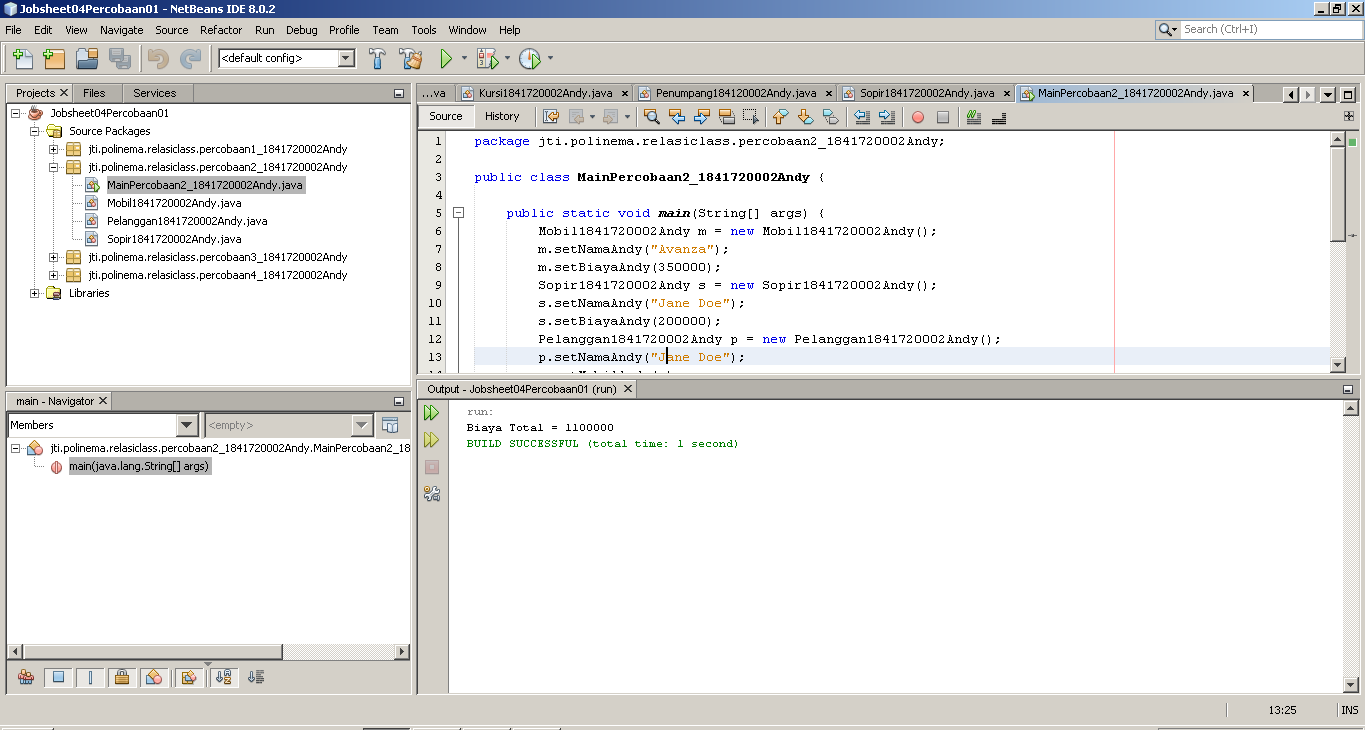 Jobsheet04Percobaan01 - NetBeans IDE 8.0.2
File Edit View Navigate Source Refactor Run Debug Profile Team Tools Window Help
Search (Ctrl+I)
<default config>
Projects Files Services
Jobsheet04Percobaan01
Source Packages
jti.polinema.relasiclass.percobaan1_1841720002Andy
jti.polinema.relasiclass.percobaan2_1841720002Andy
MainPercobaan2_1841720002Andy.java
Mobil1841720002Andy.java
Pelanggan1841720002Andy.java
Sopir1841720002Andy.java
jti.polinema.relasiclass.percobaan3_1841720002Andy
jti.polinema.relasiclass.percobaan4_1841720002Andy
Libraries
main - Navigator
Members <empty>
jti.polinema.relasiclass.percobaan2_1841720002Andy.MainPercobaan2_18
main(java.lang.String[] args)
...va Kursi1841720002Andy.java Penumpang184120002Andy.java Sopir1841720002Andy.java MainPercobaan2_1841720002Andy.java
Source History
1 package jti.polinema.relasiclass.percobaan2_1841720002Andy;
2
3 public class MainPercobaan2_1841720002Andy {
4
5 public static void main(String[] args) {
6 Mobil1841720002Andy m = new Mobil1841720002Andy();
7 m.setNamaAndy("Avanza");
8 m.setBiayaAndy(350000);
9 Sopir1841720002Andy s = new Sopir1841720002Andy();
10 s.setNamaAndy("Jane Doe");
11 s.setBiayaAndy(200000);
12 Pelanggan1841720002Andy p = new Pelanggan1841720002Andy();
13 p.setNamaAndy("Jane Doe");
Output - Jobsheet04Percobaan01 (run)
run:
Biaya Total = 1100000
BUILD SUCCESSFUL (total time: 1 second)
13:25 INS